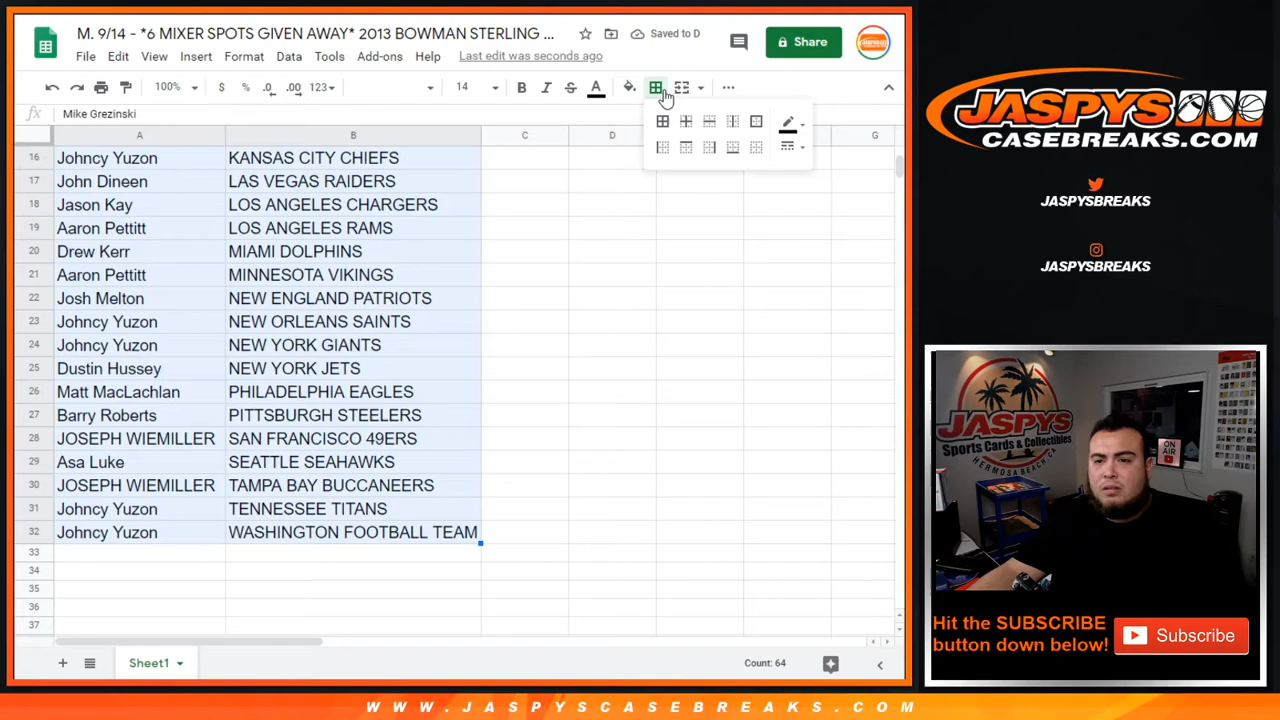 M. 9/14 - *6 MIXER SPOTS GIVEN AWAY* 2013 BOWMAN STERLING ...
Saved to D
Share
File Edit View Insert Format Data Tools Add-ons Help Last edit was seconds ago
100% $ % .0 .00 123 14 B I S A
fx Mike Grezinski
A B C D G
16 Johncy Yuzon KANSAS CITY CHIEFS
17 John Dineen LAS VEGAS RAIDERS
18 Jason Kay LOS ANGELES CHARGERS
19 Aaron Pettitt LOS ANGELES RAMS
20 Drew Kerr MIAMI DOLPHINS
21 Aaron Pettitt MINNESOTA VIKINGS
22 Josh Melton NEW ENGLAND PATRIOTS
23 Johncy Yuzon NEW ORLEANS SAINTS
24 Johncy Yuzon NEW YORK GIANTS
25 Dustin Hussey NEW YORK JETS
26 Matt MacLachlan PHILADELPHIA EAGLES
27 Barry Roberts PITTSBURGH STEELERS
28 JOSEPH WIEMILLER SAN FRANCISCO 49ERS
29 Asa Luke SEATTLE SEAHAWKS
30 JOSEPH WIEMILLER TAMPA BAY BUCCANEERS
31 Johncy Yuzon TENNESSEE TITANS
32 Johncy Yuzon WASHINGTON FOOTBALL TEAM
33
34
35
36
37
Sheet1
Count: 64
JASPYS
CASEBREAKS.COM
JASPYSBREAKS
JASPYSBREAKS
JASPYS
Sports Cards & Collectibles
HERMOSA BEACH, CA
ON AIR
Hit the SUBSCRIBE
button down below!
Subscribe
WWW.JASPYSCASEBREAKS.COM